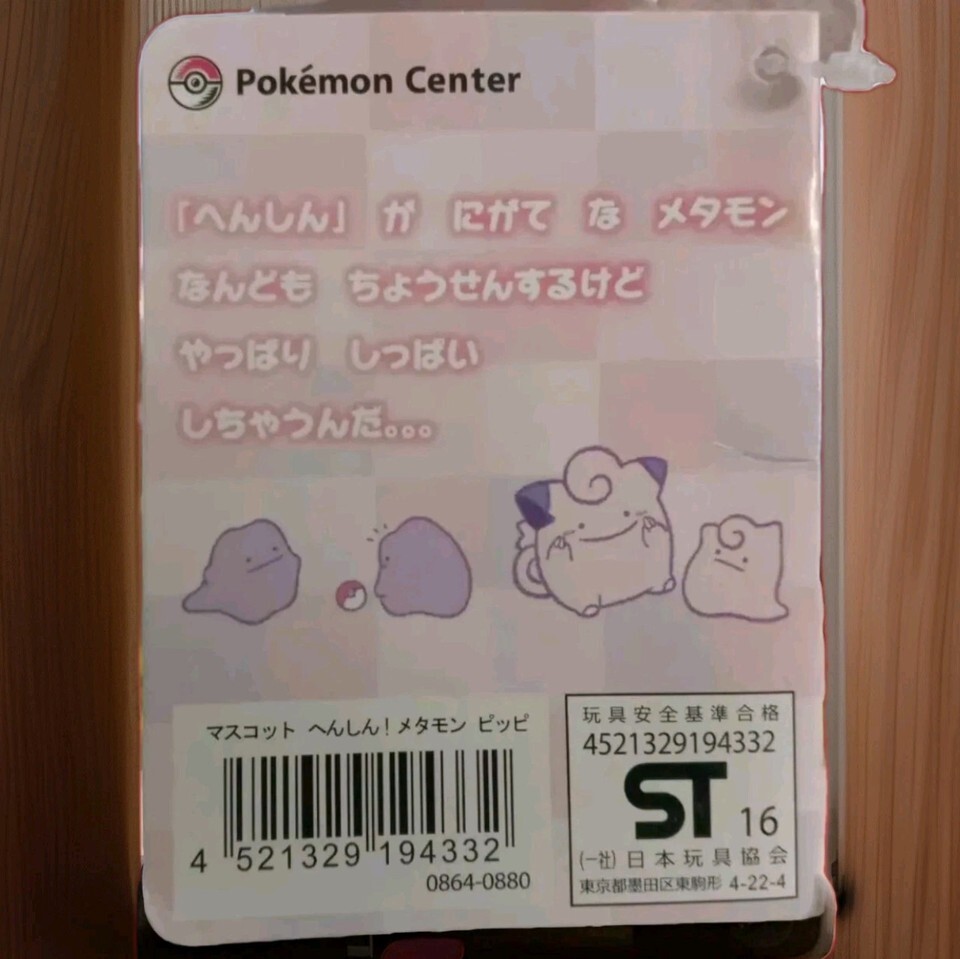 Pokémon Center
「へんしん」 が にがて な メタモン
なんども ちょうせんするけど
やっぱり しっぱい
しちゃうんだ。。。
マスコット へんしん！メタモン ピッピ
4 521329 194332
0864-0880
玩具安全基準合格
4521329194332
ST 16
(一社)日本玩具協会
東京都墨田区東駒形 4-22-4